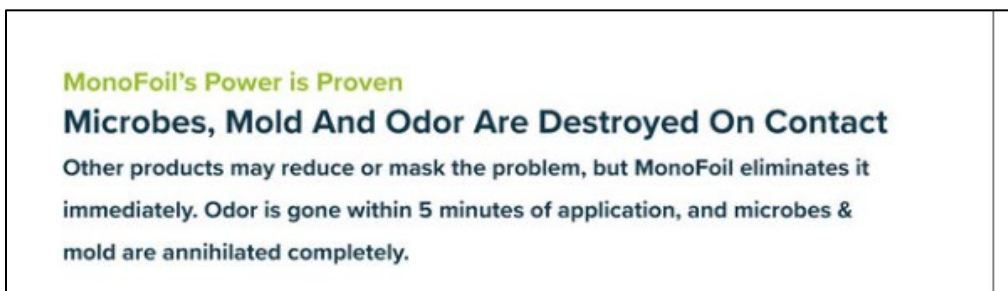 MonoFoil’s Power is Proven
Microbes, Mold And Odor Are Destroyed On Contact
Other products may reduce or mask the problem, but MonoFoil eliminates it
immediately. Odor is gone within 5 minutes of application, and microbes &
mold are annihilated completely.